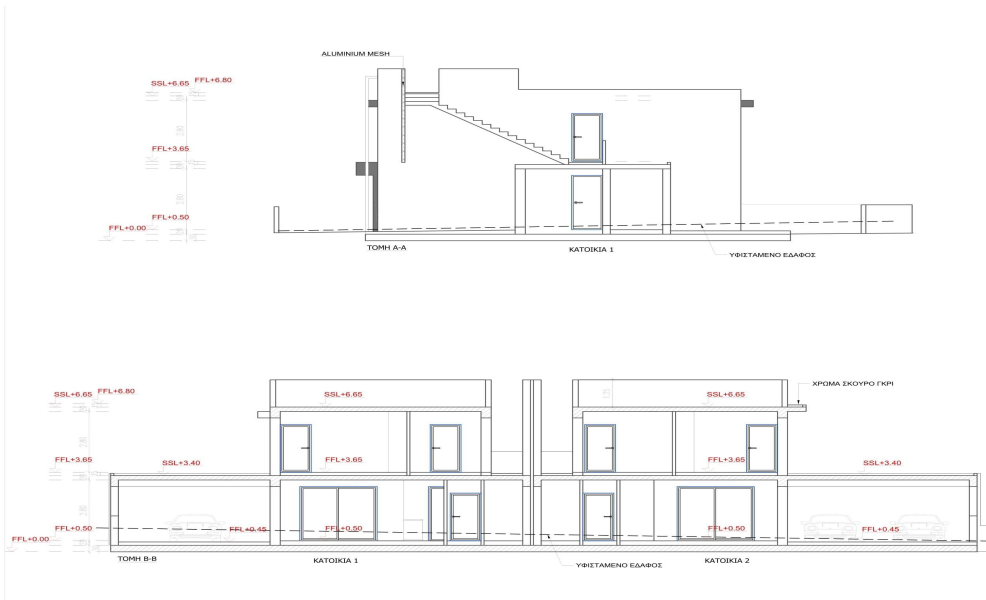 ALUMINIUM MESH
SSL+6.65 FFL+6.80
FFL+3.65
FFL+0.50
FFL+0.00
ΤΟΜΗ Α-Α
ΚΑΤΟΙΚΙΑ 1
ΥΦΙΣΤΑΜΕΝΟ ΕΔΑΦΟΣ
ΧΡΩΜΑ ΣΚΟΥΡΟ ΓΚΡΙ
SSL+6.65 FFL+6.80 SSL+6.65 SSL+6.65
FFL+3.65 SSL+3.40 FFL+3.65 FFL+3.65 SSL+3.40
FFL+0.50 FFL+0.45 FFL+0.50 FFL+0.50 FFL+0.45
FFL+0.00
ΤΟΜΗ Β-Β ΚΑΤΟΙΚΙΑ 1 ΚΑΤΟΙΚΙΑ 2
ΥΦΙΣΤΑΜΕΝΟ ΕΔΑΦΟΣ